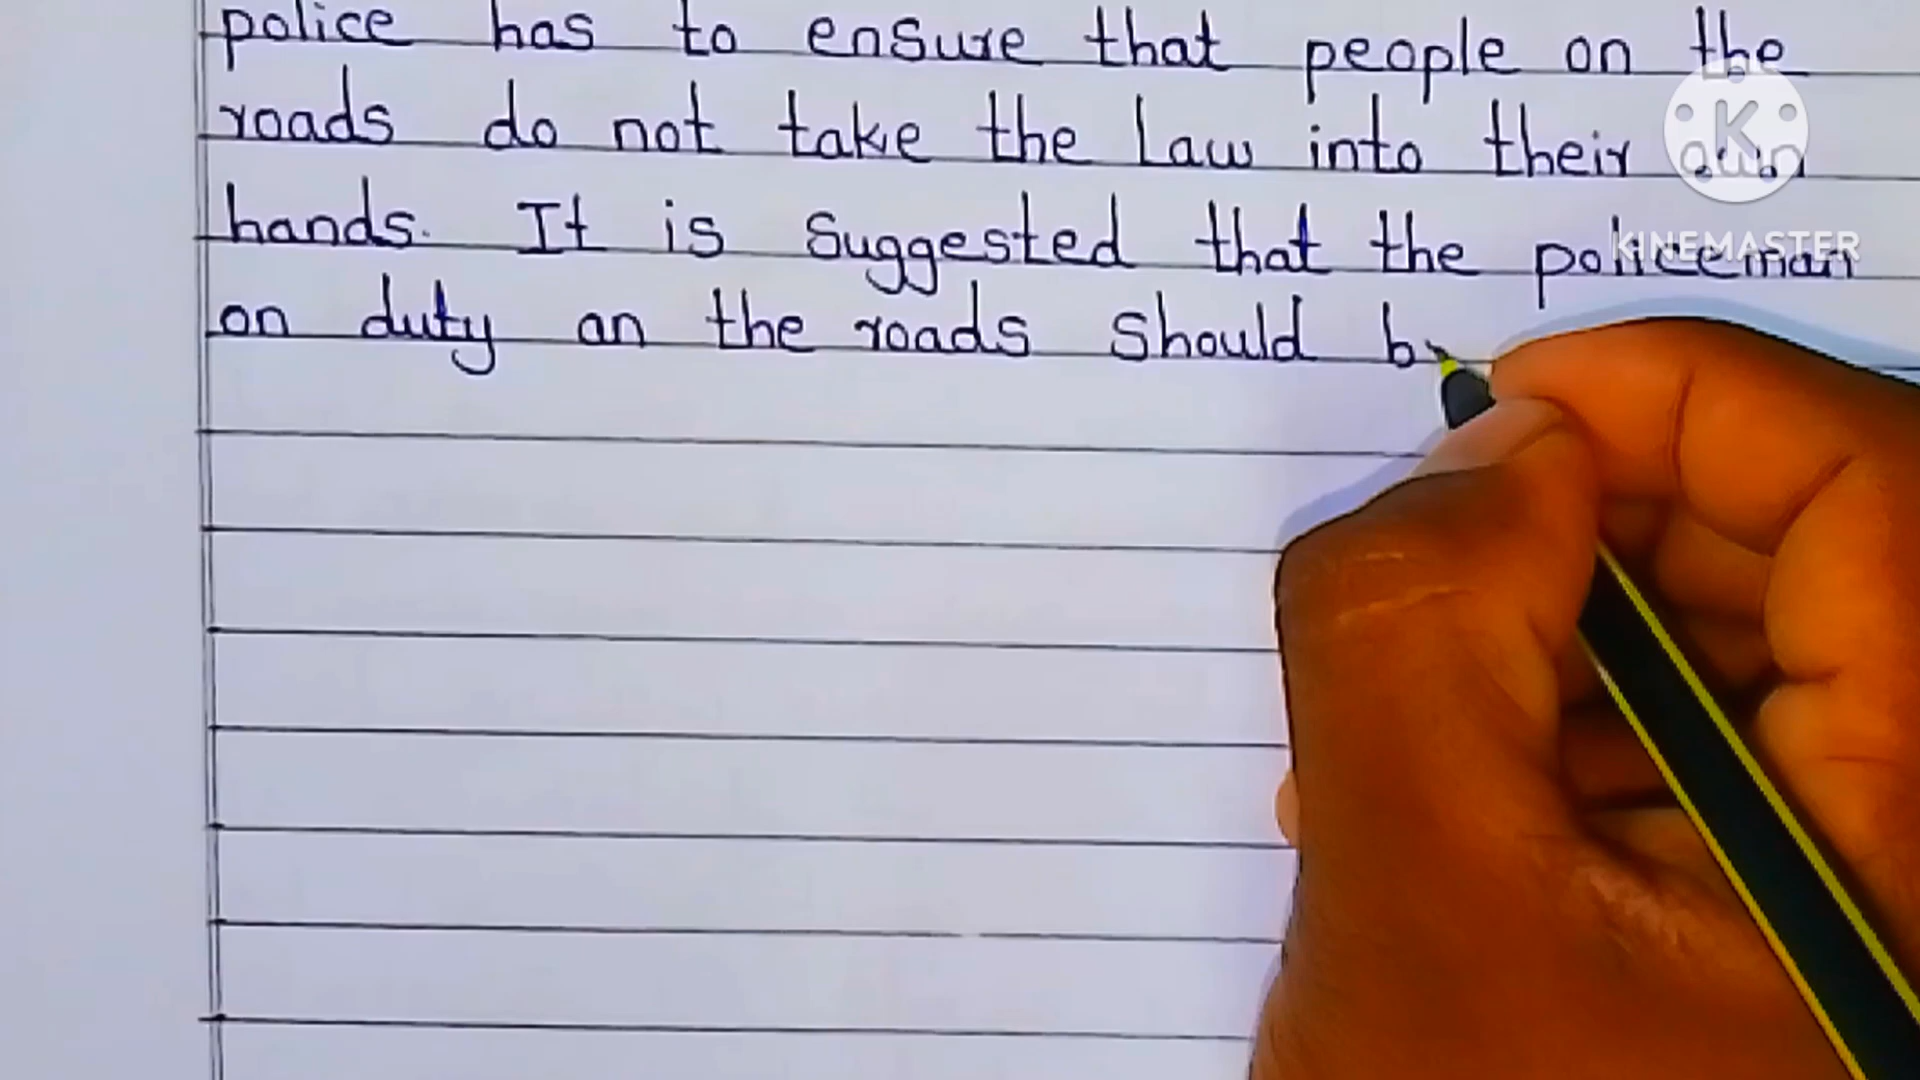 police has to ensure that people on the
roads do not take the Law into their own
hands. It is suggested that the policeman
on duty an the roads should b
K
KINEMASTER